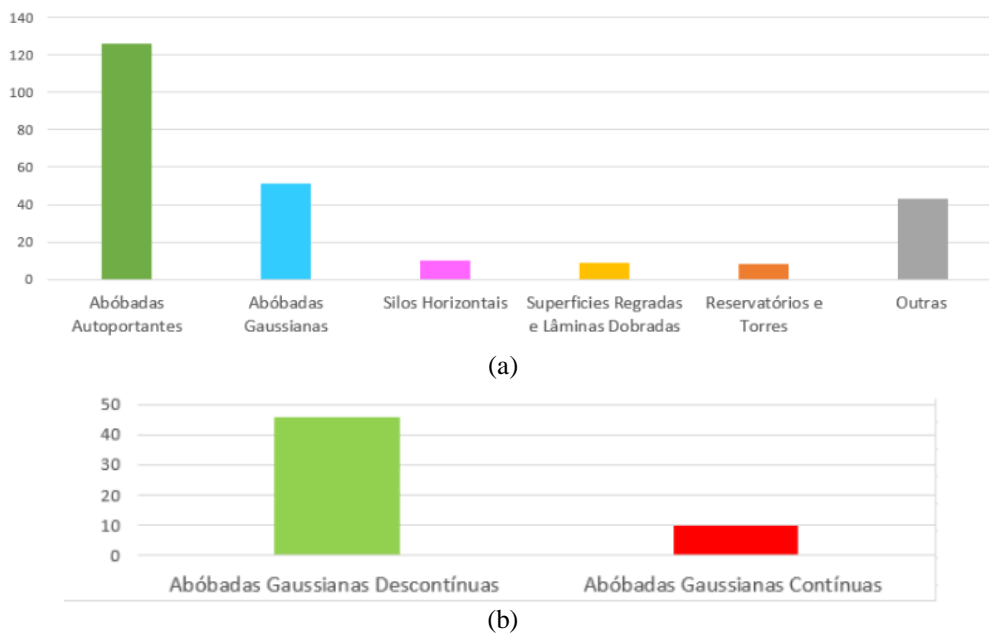 140
120
100
80
60
40
20
0
Abóbadas
Autoportantes
Abóbadas
Gaussianas
Silos Horizontais
Superficies Regradas
e Lâminas Dobradas
Reservatórios e
Torres
Outras
(a)
50
40
30
20
10
0
Abóbadas Gaussianas Descontínuas
Abóbadas Gaussianas Contínuas
(b)